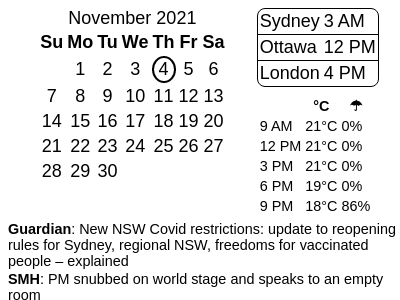 November 2021
Su Mo Tu We Th Fr Sa
1 2 3 4 5 6
7 8 9 10 11 12 13
14 15 16 17 18 19 20
21 22 23 24 25 26 27
28 29 30
Sydney 3 AM
Ottawa 12 PM
London 4 PM
°C ☂
9 AM 21°C 0%
12 PM 21°C 0%
3 PM 21°C 0%
6 PM 19°C 0%
9 PM 18°C 86%
Guardian: New NSW Covid restrictions: update to reopening
rules for Sydney, regional NSW, freedoms for vaccinated
people – explained
SMH: PM snubbed on world stage and speaks to an empty
room